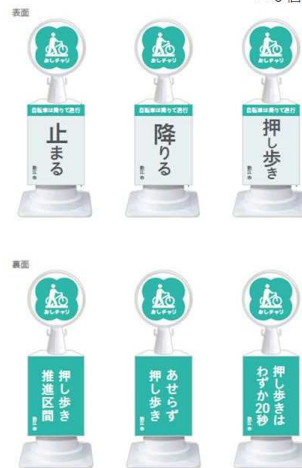 表面
おしチャリ
おしチャリ
おしチャリ
自転車は降りて通行
自転車は降りて通行
自転車は降りて通行
止まる
降りる
押し歩き
裏面
おしチャリ
おしチャリ
おしチャリ
押し歩き
推進区間
あせらず
押し歩き
押し歩きは
わずか20秒